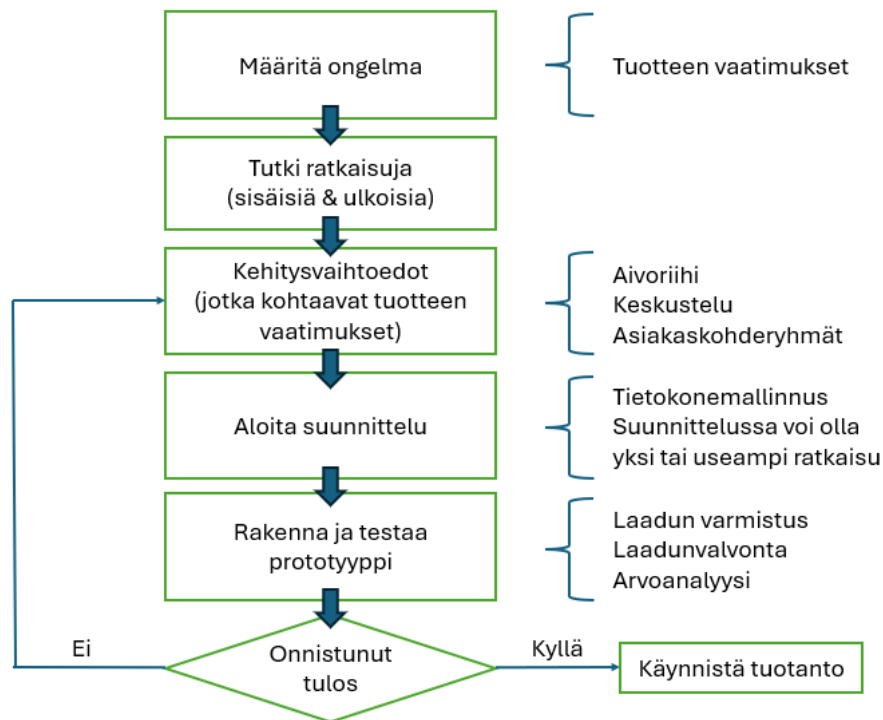 Määritä ongelma
Tuotteen vaatimukset
Tutki ratkaisuja
(sisäisiä & ulkoisia)
Kehitysvaihtoedot
(jotka kohtaavat tuotteen
vaatimukset)
Aivoriihi
Keskustelu
Asiakaskohderyhmät
Aloita suunnittelu
Tietokonemallinnus
Suunnittelussa voi olla
yksi tai useampi ratkaisu
Rakenna ja testaa
prototyyppi
Laadun varmistus
Laadunvalvonta
Arvoanalyysi
Ei
Onnistunut
tulos
Kyllä
Käynnistä tuotanto